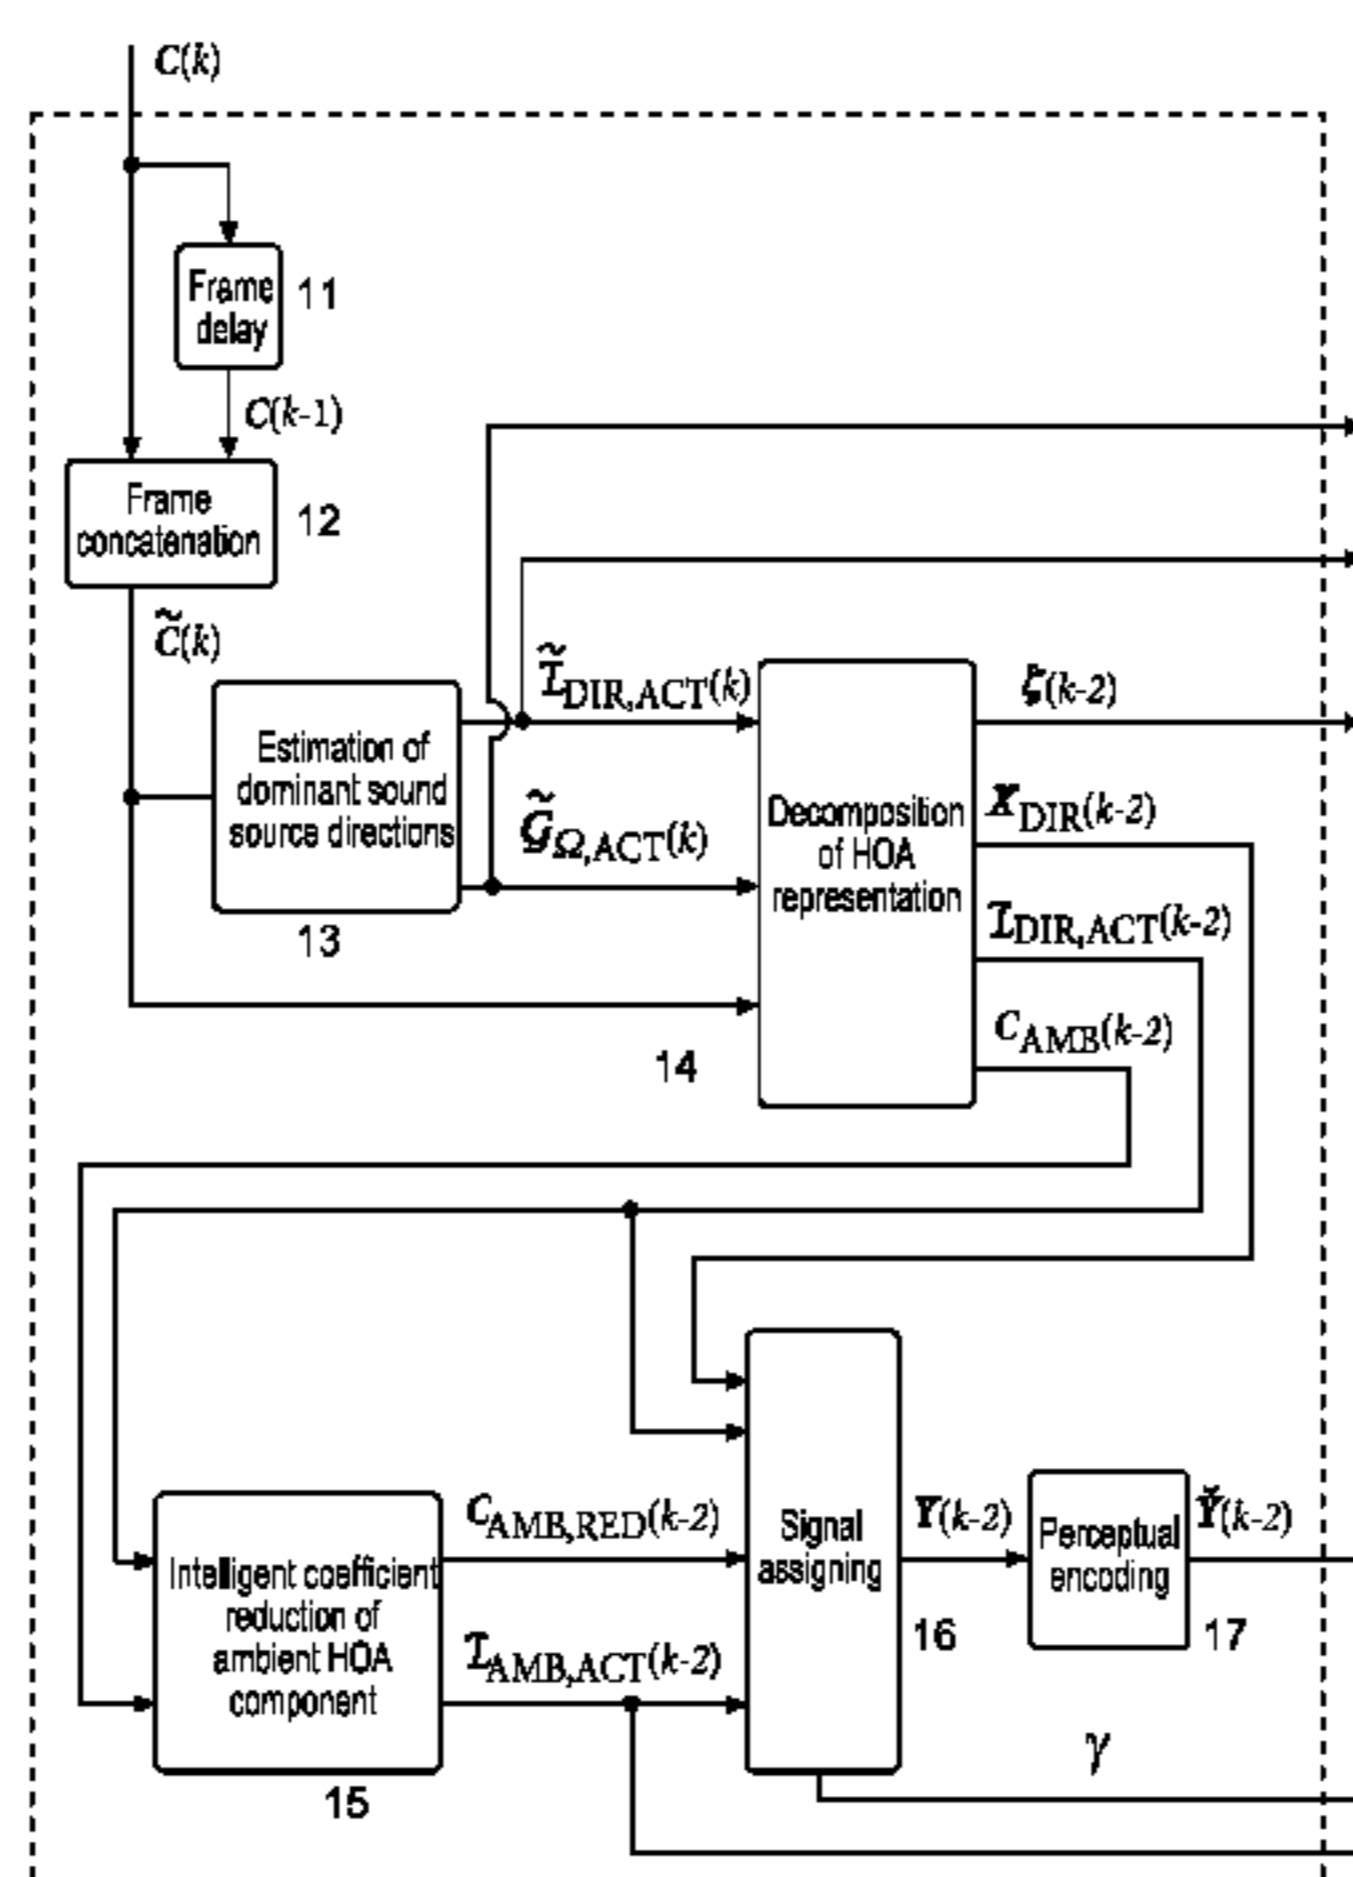 C(k)
Frame
delay
11
C(k-1)
Frame
concatenation
12
C̃(k)
Estimation of
dominant sound
source directions
13
Ĩ_DIR,ACT(k)
G̃_Ω,ACT(k)
Decomposition
of HOA
representation
14
ζ(k-2)
X_DIR(k-2)
I_DIR,ACT(k-2)
C_AMB(k-2)
Intelligent coefficient
reduction of
ambient HOA
component
15
C_AMB,RED(k-2)
I_AMB,ACT(k-2)
Signal
assigning
16
Y(k-2)
Perceptual
encoding
17
Y̌(k-2)
γ